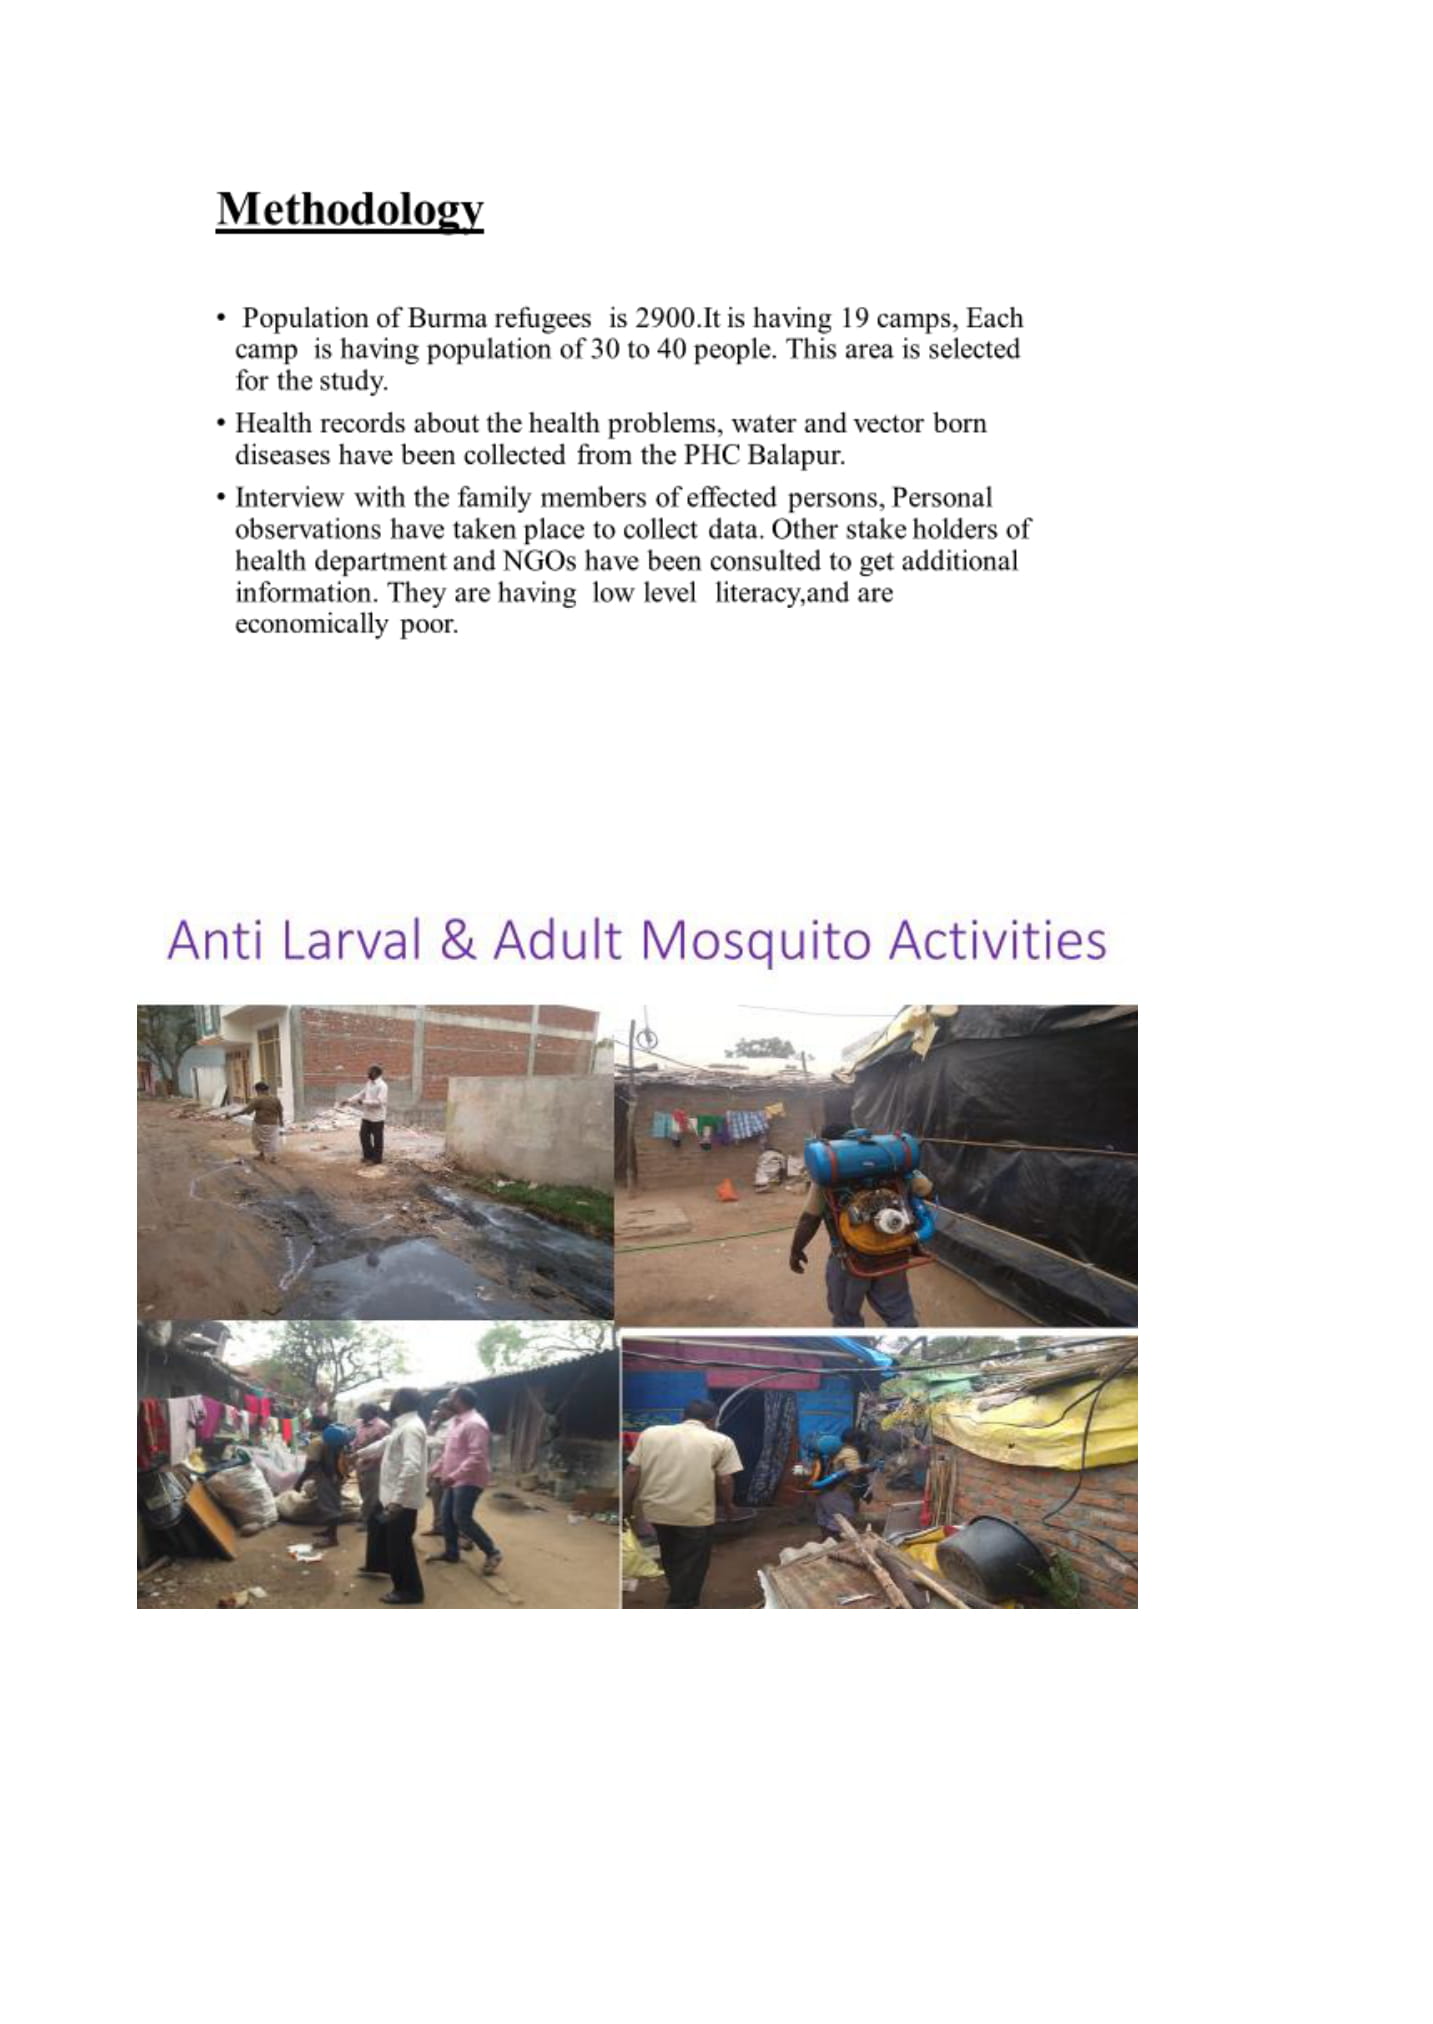 Methodology
• Population of Burma refugees is 2900.It is having 19 camps, Each
camp is having population of 30 to 40 people. This area is selected
for the study.
• Health records about the health problems, water and vector born
diseases have been collected from the PHC Balapur.
• Interview with the family members of effected persons, Personal
observations have taken place to collect data. Other stake holders of
health department and NGOs have been consulted to get additional
information. They are having low level literacy,and are
economically poor.
Anti Larval & Adult Mosquito Activities